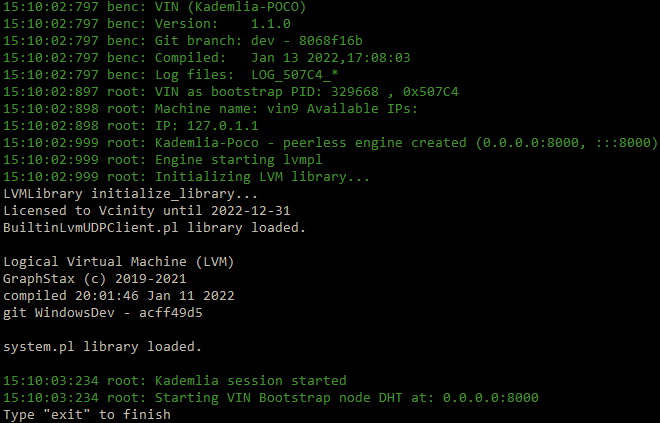 15:10:02:797 benc: VIN (Kademlia-POCO)
15:10:02:797 benc: Version:    1.1.0
15:10:02:797 benc: Git branch: dev - 8068f16b
15:10:02:797 benc: Compiled:   Jan 13 2022,17:08:03
15:10:02:797 benc: Log files:  LOG_507C4_*
15:10:02:897 root: VIN as bootstrap PID: 329668 , 0x507C4
15:10:02:898 root: Machine name: vin9 Available IPs:
15:10:02:898 root: IP: 127.0.1.1
15:10:02:999 root: Kademlia-Poco - peerless engine created (0.0.0.0:8000, :::8000)
15:10:02:999 root: Engine starting lvmpl
15:10:02:999 root: Initializing LVM library...
LVMLibrary initialize_library...
Licensed to Vcinity until 2022-12-31
BuiltinLvmUDPClient.pl library loaded.
Logical Virtual Machine (LVM)
GraphStax (c) 2019-2021
compiled 20:01:46 Jan 11 2022
git WindowsDev - acff49d5
system.pl library loaded.
15:10:03:234 root: Kademlia session started
15:10:03:234 root: Starting VIN Bootstrap node DHT at: 0.0.0.0:8000
Type "exit" to finish